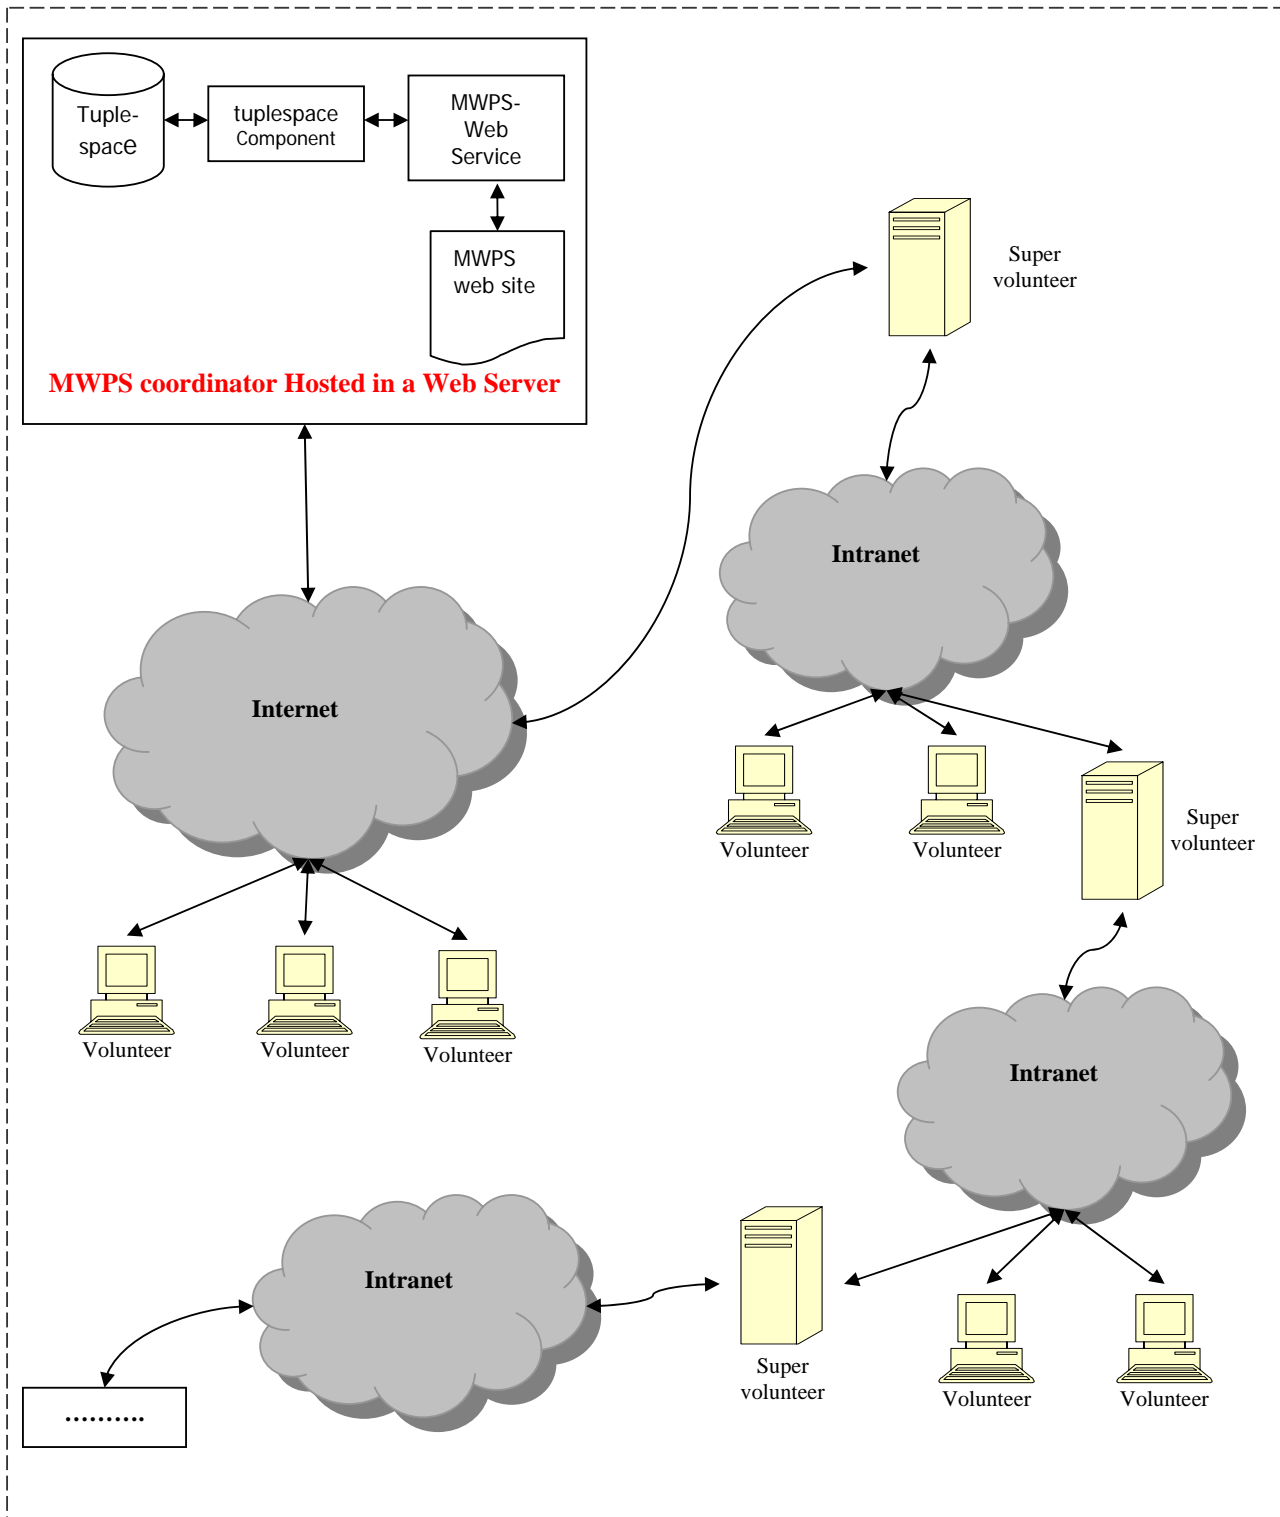 Tuple-
space
tuplespace
Component
MWPS-
Web
Service
MWPS
web site
MWPS coordinator Hosted in a Web Server
Super
volunteer
Intranet
Internet
Volunteer
Volunteer
Super
volunteer
Volunteer
Volunteer
Volunteer
Intranet
Intranet
Super
volunteer
Volunteer
Volunteer
..........